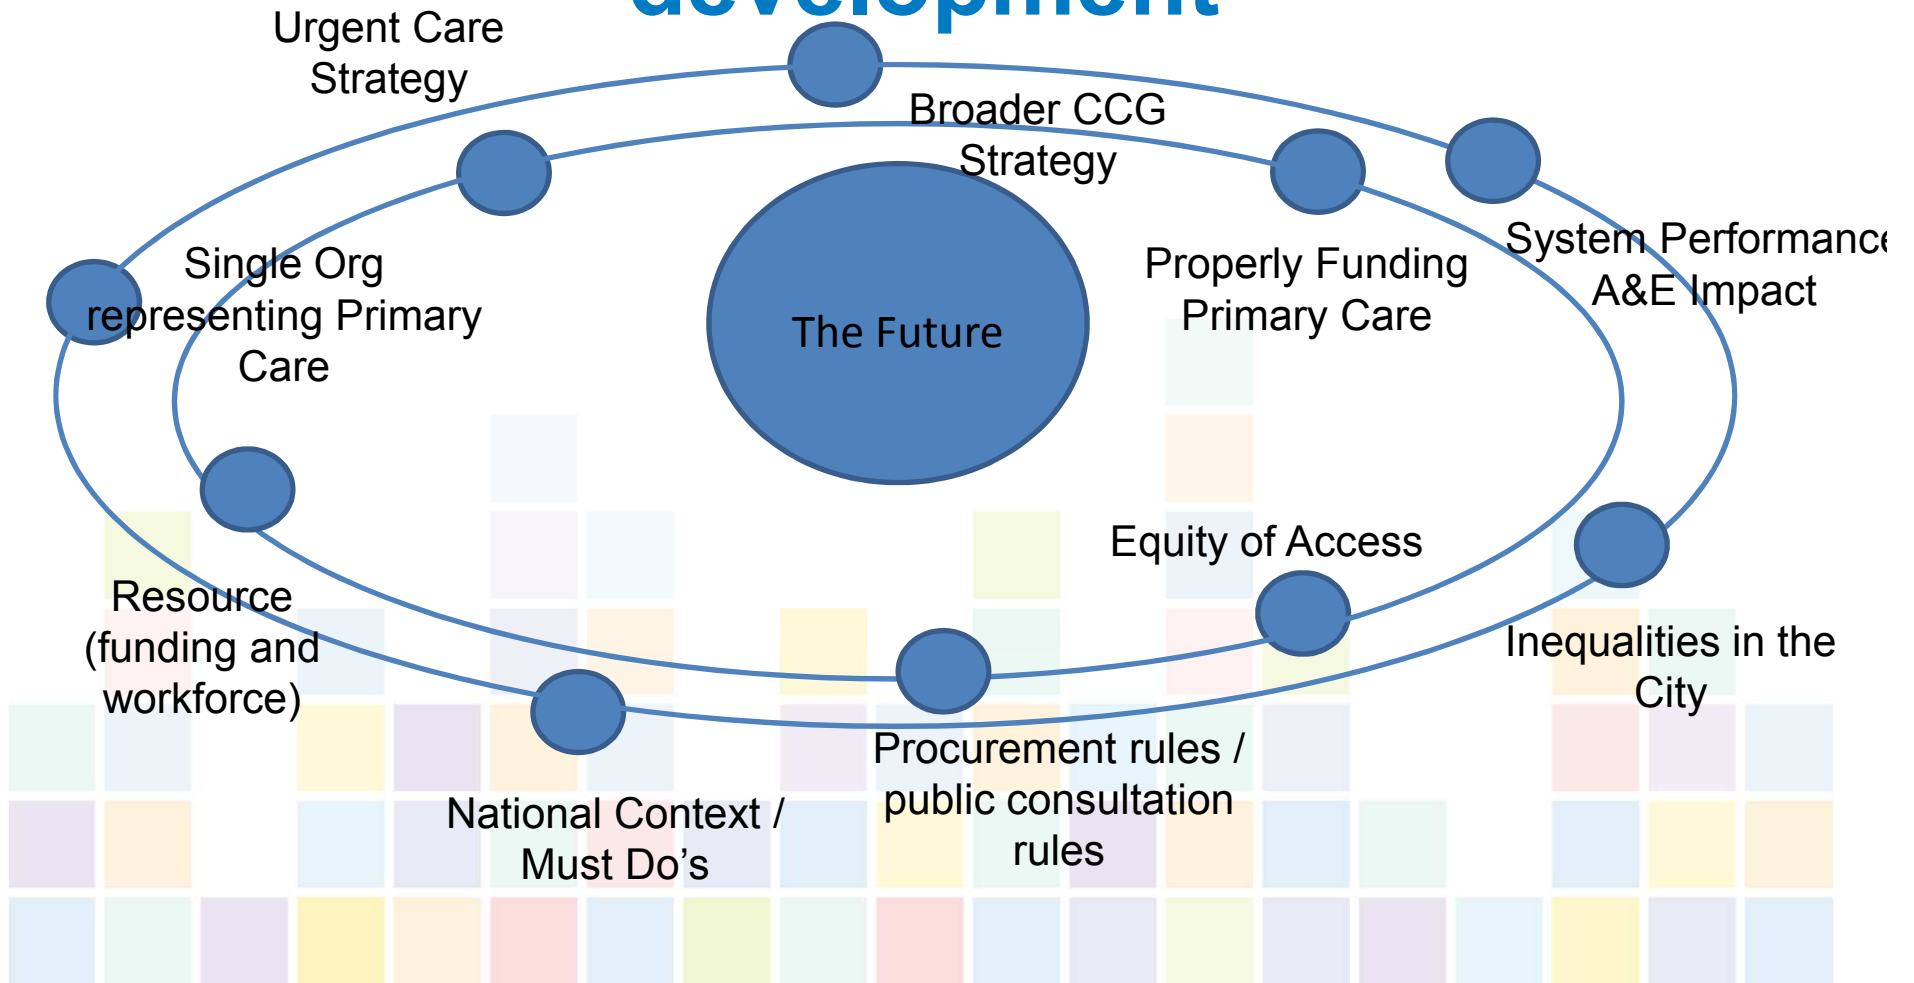 development
Urgent Care
Strategy
Broader CCG
Strategy
Single Org
representing Primary
Care
The Future
Properly Funding
Primary Care
System Performance
A&E Impact
Equity of Access
Resource
(funding and
workforce)
Inequalities in the
City
National Context /
Must Do’s
Procurement rules /
public consultation
rules